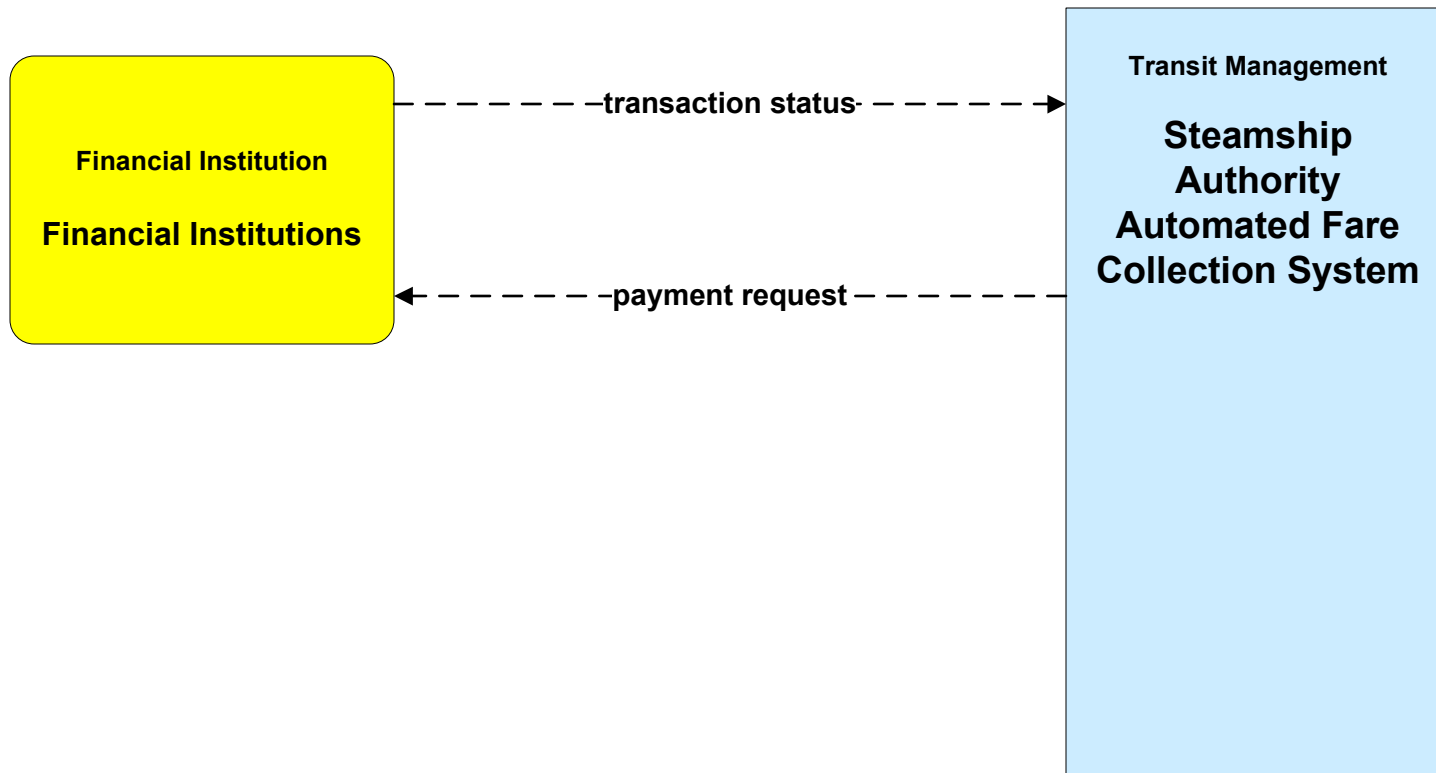 Financial Institution
Financial Institutions
transaction status
payment request
Transit Management
Steamship
Authority
Automated Fare
Collection System